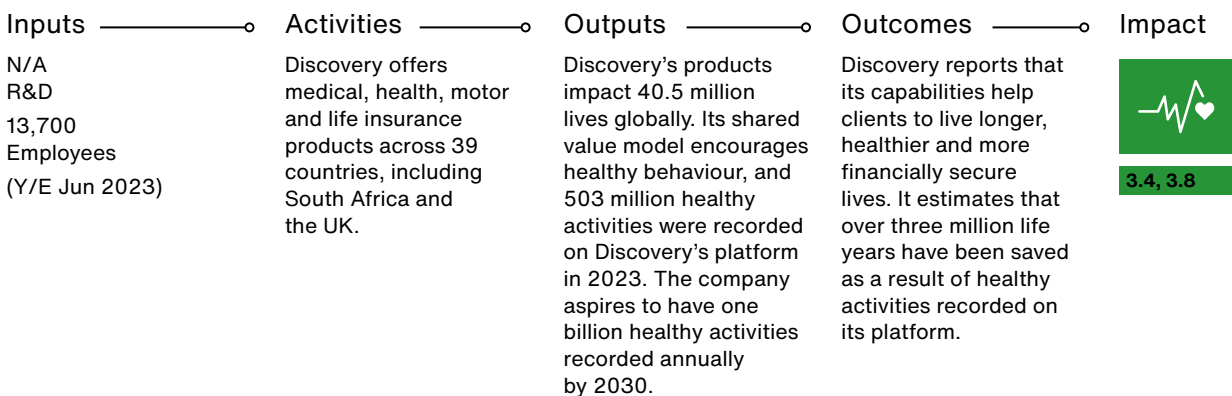 Inputs
N/A
R&D
13,700
Employees
(Y/E Jun 2023)
Activities
Discovery offers
medical, health, motor
and life insurance
products across 39
countries, including
South Africa and
the UK.
Outputs
Discovery’s products
impact 40.5 million
lives globally. Its shared
value model encourages
healthy behaviour, and
503 million healthy
activities were recorded
on Discovery’s platform
in 2023. The company
aspires to have one
billion healthy activities
recorded annually
by 2030.
Outcomes
Discovery reports that
its capabilities help
clients to live longer,
healthier and more
financially secure
lives. It estimates that
over three million life
years have been saved
as a result of healthy
activities recorded on
its platform.
Impact
3.4, 3.8